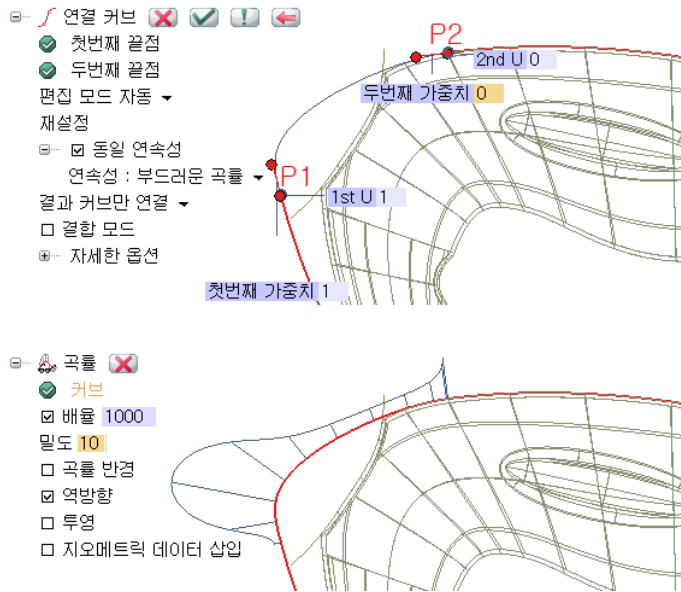 연결 커브
첫번째 끝점
두번째 끝점
편집 모드 자동
재설정
동일 연속성
연속성 : 부드러운 곡률
결과 커브만 연결
결합 모드
자세한 옵션
P2
2nd U 0
두번째 가중치 0
P1
1st U 1
첫번째 가중치 1
곡률
커브
배율 1000
밀도 10
곡률 반경
역방향
투영
지오메트릭 데이터 삽입